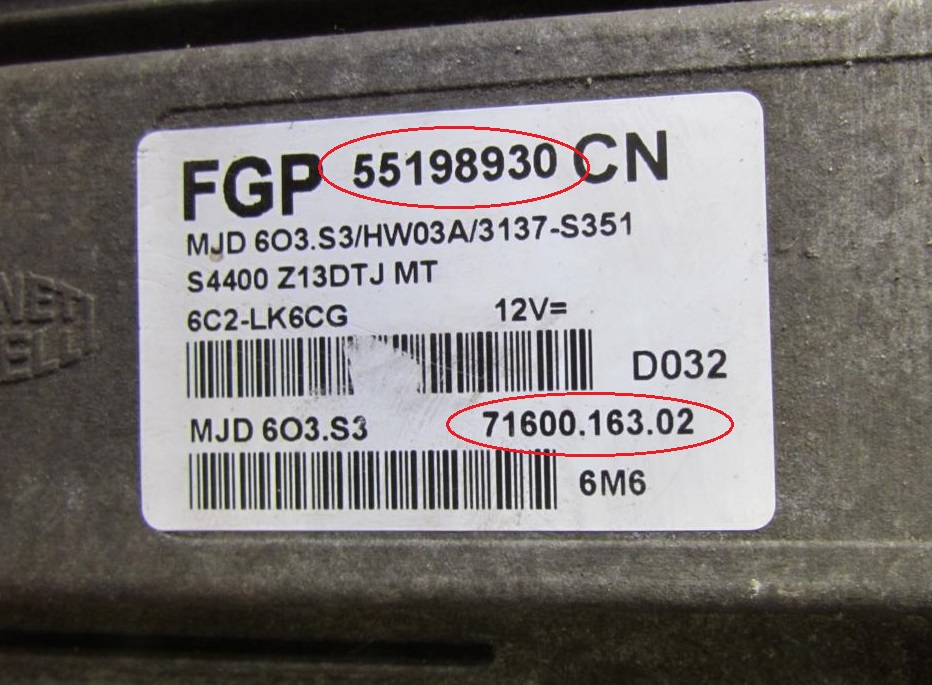 FGP 55198930 CN
MJD 6O3.S3/HW03A/3137-S351
S4400 Z13DTJ MT
6C2-LK6CG 12V=
D032
MJD 6O3.S3 71600.163.02
6M6